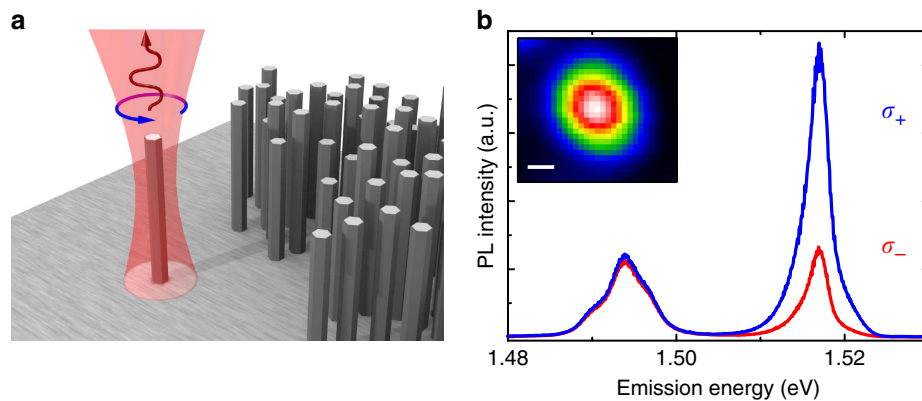 a
b
PL intensity (a.u.)
σ+
σ−
1.48
1.50
1.52
Emission energy (eV)